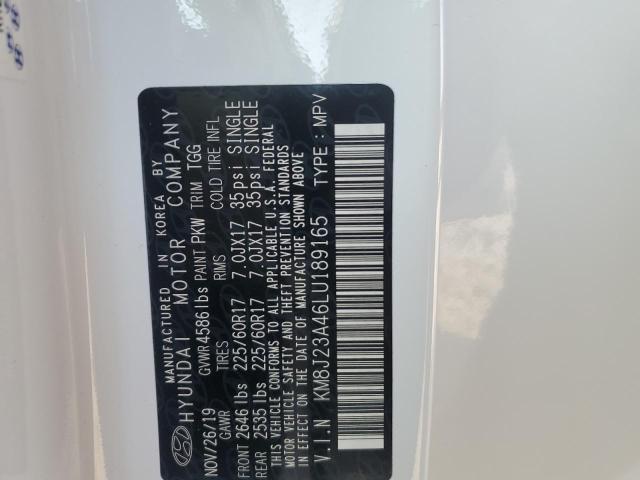 MANUFACTURED IN KOREA BY
HYUNDAI MOTOR COMPANY
NOV/26/19 GVWR 4586 lbs PAINT PKW TRIM TGG
GAWR TIRES RIMS COLD TIRE INFL
FRONT 2646 lbs 225/60R17 7.0JX17 35psi SINGLE
REAR 2535 lbs 225/60R17 7.0JX17 35psi SINGLE
THIS VEHICLE CONFORMS TO ALL APPLICABLE U.S.A. FEDERAL
MOTOR VEHICLE SAFETY AND THEFT PREVENTION STANDARDS
IN EFFECT ON THE DATE OF MANUFACTURE SHOWN ABOVE
V.I.N KM8J23A46LU189165 TYPE : MPV